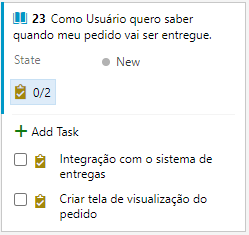 23 Como Usuário quero saber
quando meu pedido vai ser entregue.
State New
0/2
+ Add Task
Integração com o sistema de
entregas
Criar tela de visualização do
pedido